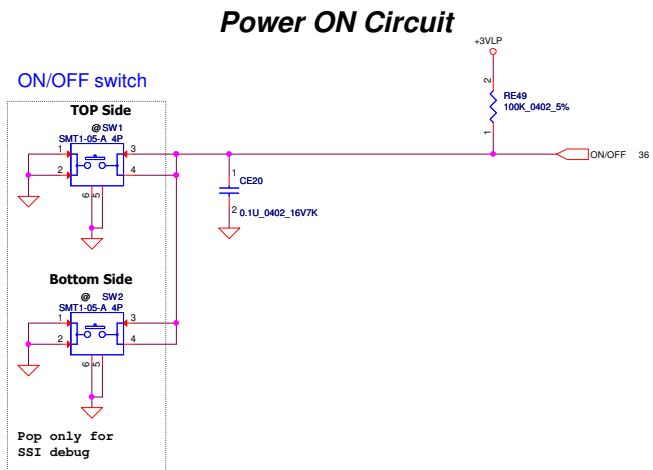 Power ON Circuit
+3VLP
ON/OFF switch
2
RE49
100K_0402_5%
1
TOP Side
@ SW1
SMT1-05-A 4P
1
3
2
4
6
5
ON/OFF 36
1
CE20
2
0.1U_0402_16V7K
Bottom Side
@ SW2
SMT1-05-A 4P
1
3
2
4
6
5
Pop only for
SSI debug